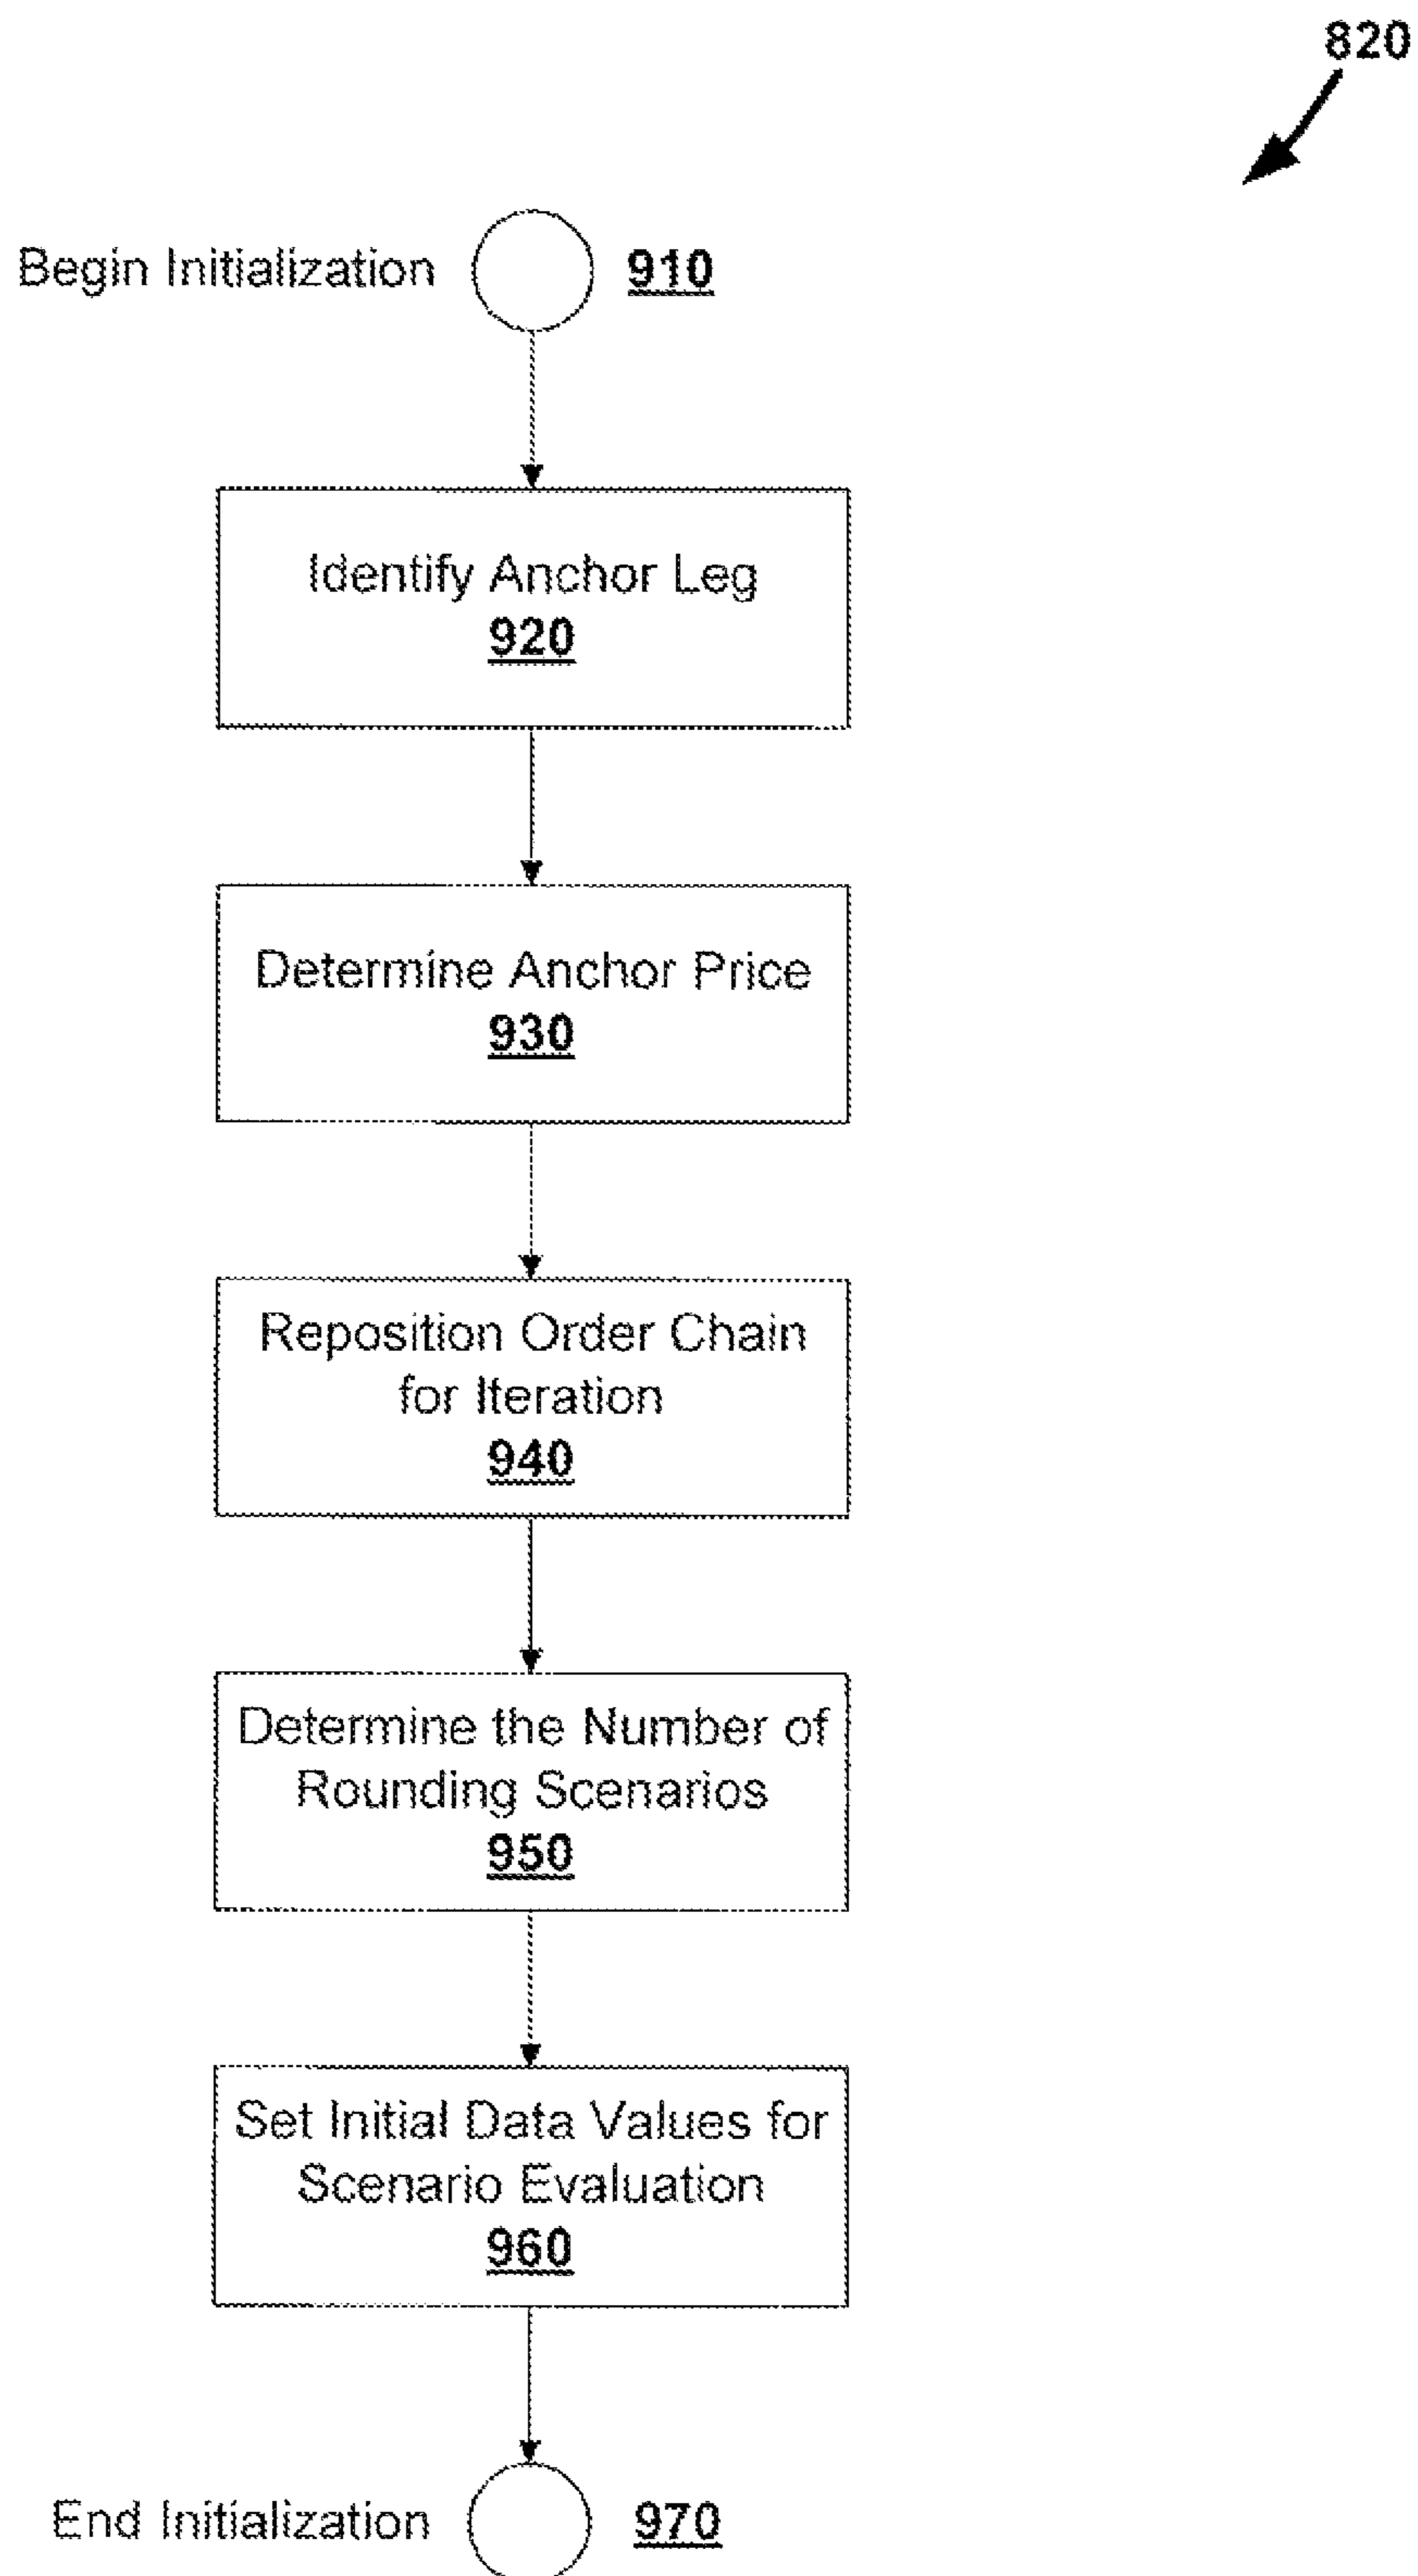 820
Begin Initialization 910
Identify Anchor Leg
920
Determine Anchor Price
930
Reposition Order Chain
for Iteration
940
Determine the Number of
Rounding Scenarios
950
Set Initial Data Values for
Scenario Evaluation
960
End Initialization 970